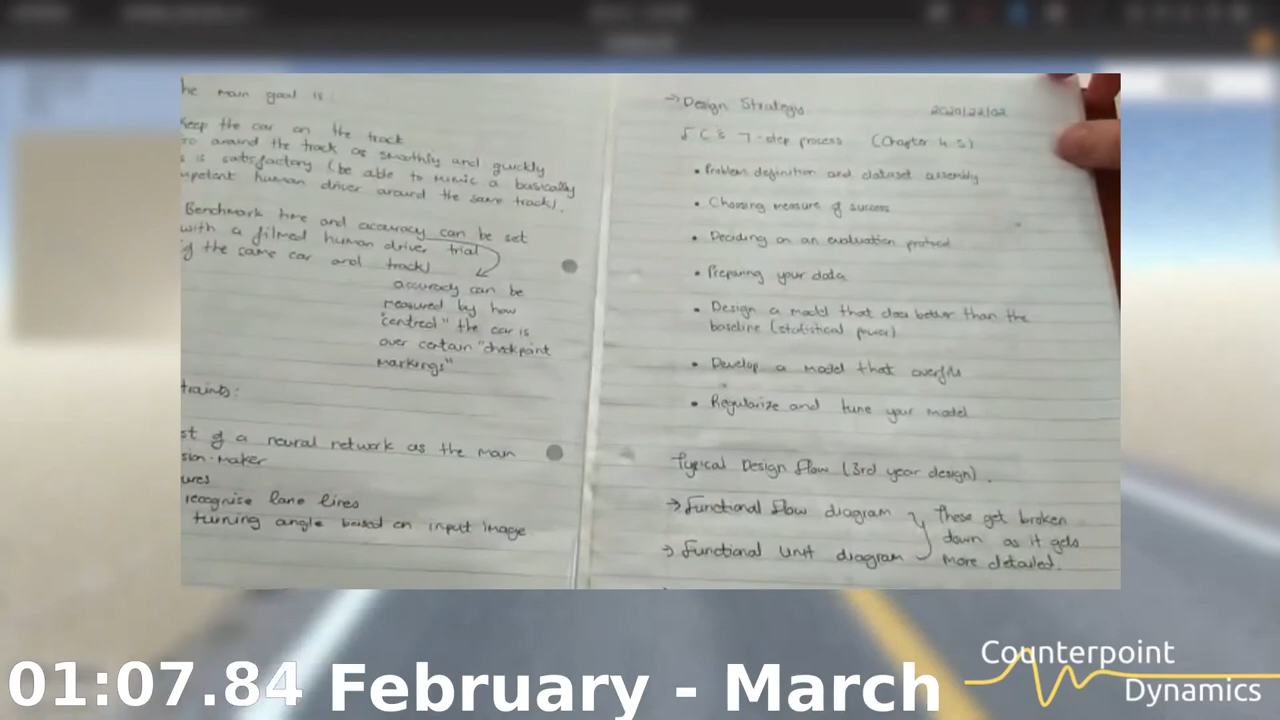 he main goal is:
Keep the car on the track
around the track as smoothly and quickly
s is satisfactory (be able to mimic a basically
mpetent human driver around the same track).
Benchmark time and accuracy can be set
with a filmed human driver trial
the same car and track)
accuracy can be
measured by how
"centred" the car is
over certain "checkpoint
markings"
traints:
st of a neural network as the main
sion-maker
ures
recognise lane lines
turning angle based on input image
→ Design Strategy
7-step process (Chapter 4.5)
• Problem definition and dataset assembly
• Choosing measure of success
• Deciding on an evaluation protocol
• Preparing your data
• Design a model that does better than the
baseline (statistical power)
• Develop a model that overfits
• Regularize and tune your model
Typical Design flow (3rd year design).
→ Functional flow diagram
→ Functional Unit diagram
These get broken
down as it gets
more detailed.
01:07.84 February - March
Counterpoint
Dynamics